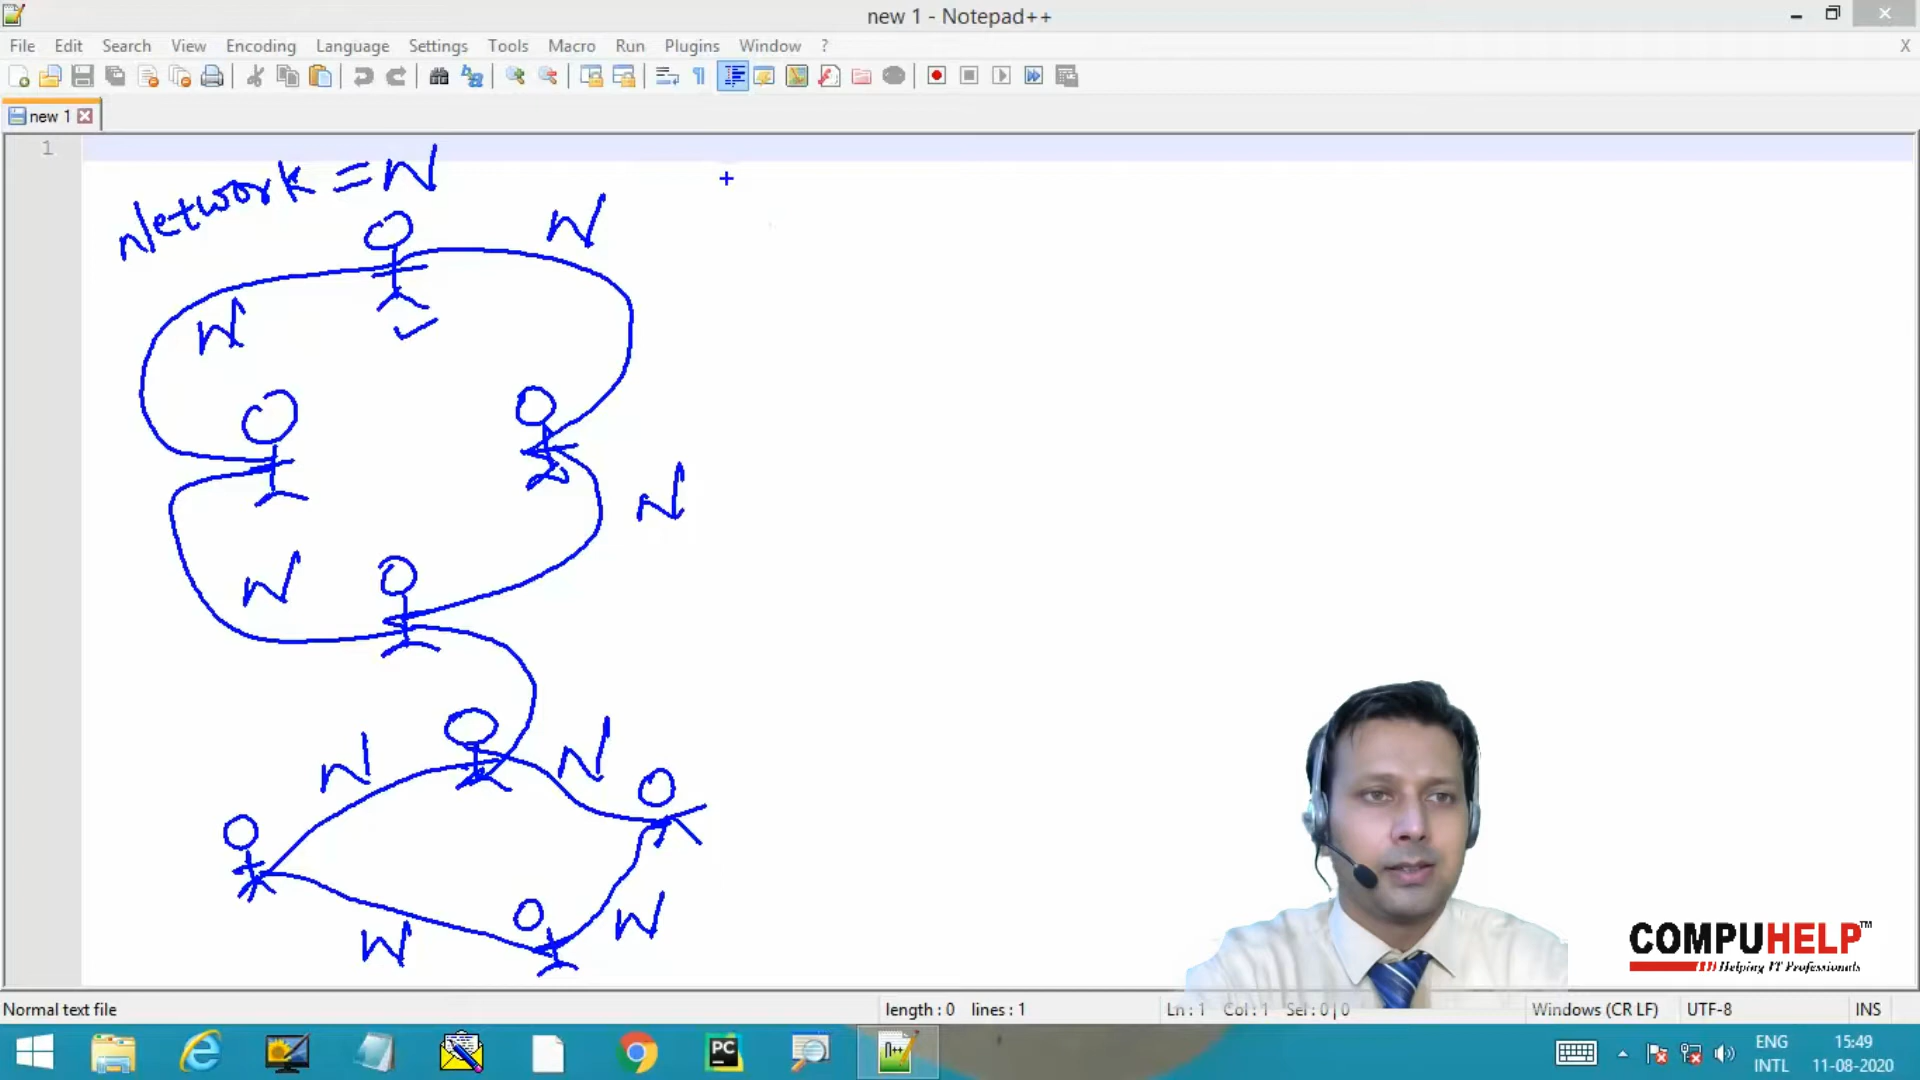 new 1 - Notepad++
File Edit Search View Encoding Language Settings Tools Macro Run Plugins Window ? X
new 1
1
Network = N
N
N
N
N
N
N
N
N
COMPUHELP™
Helping IT Professionals
Normal text file length : 0 lines : 1 Ln : 1 Col : 1 Sel : 0 | 0 Windows (CR LF) UTF-8 INS
PC
n++
ENG 15:49
INTL 11-08-2020